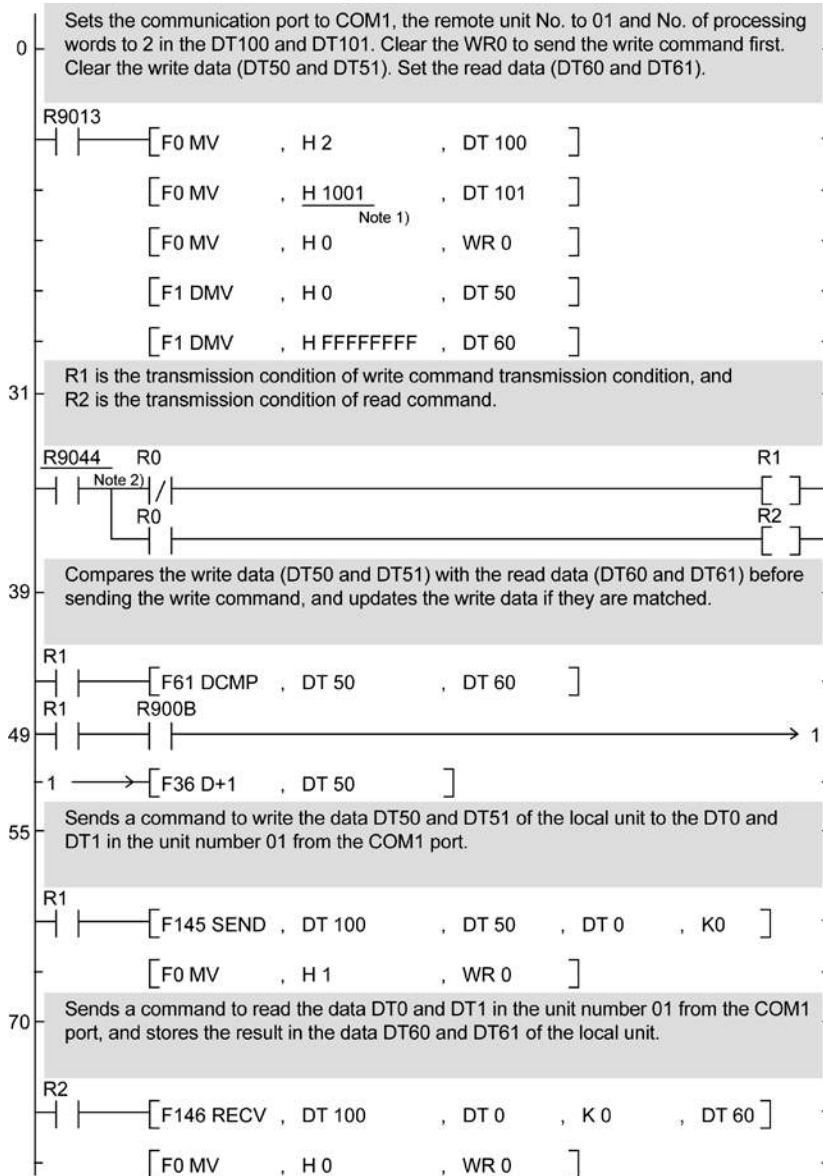 Sets the communication port to COM1, the remote unit No. to 01 and No. of processing
0 words to 2 in the DT100 and DT101. Clear the WR0 to send the write command first.
Clear the write data (DT50 and DT51). Set the read data (DT60 and DT61).
R9013
[F0 MV , H 2 , DT 100 ]
[F0 MV , H 1001 , DT 101 ]
Note 1)
[F0 MV , H 0 , WR 0 ]
[F1 DMV , H 0 , DT 50 ]
[F1 DMV , H FFFFFFFF , DT 60 ]
R1 is the transmission condition of write command transmission condition, and
31 R2 is the transmission condition of read command.
R9044 R0 R1
Note 2)
R0 R2
Compares the write data (DT50 and DT51) with the read data (DT60 and DT61) before
39 sending the write command, and updates the write data if they are matched.
R1
[F61 DCMP , DT 50 , DT 60 ]
R1 R900B
49 1
1 [F36 D+1 , DT 50 ]
Sends a command to write the data DT50 and DT51 of the local unit to the DT0 and
55 DT1 in the unit number 01 from the COM1 port.
R1
[F145 SEND , DT 100 , DT 50 , DT 0 , K0 ]
[F0 MV , H 1 , WR 0 ]
Sends a command to read the data DT0 and DT1 in the unit number 01 from the COM1
70 port, and stores the result in the data DT60 and DT61 of the local unit.
R2
[F146 RECV , DT 100 , DT 0 , K 0 , DT 60 ]
[F0 MV , H 0 , WR 0 ]